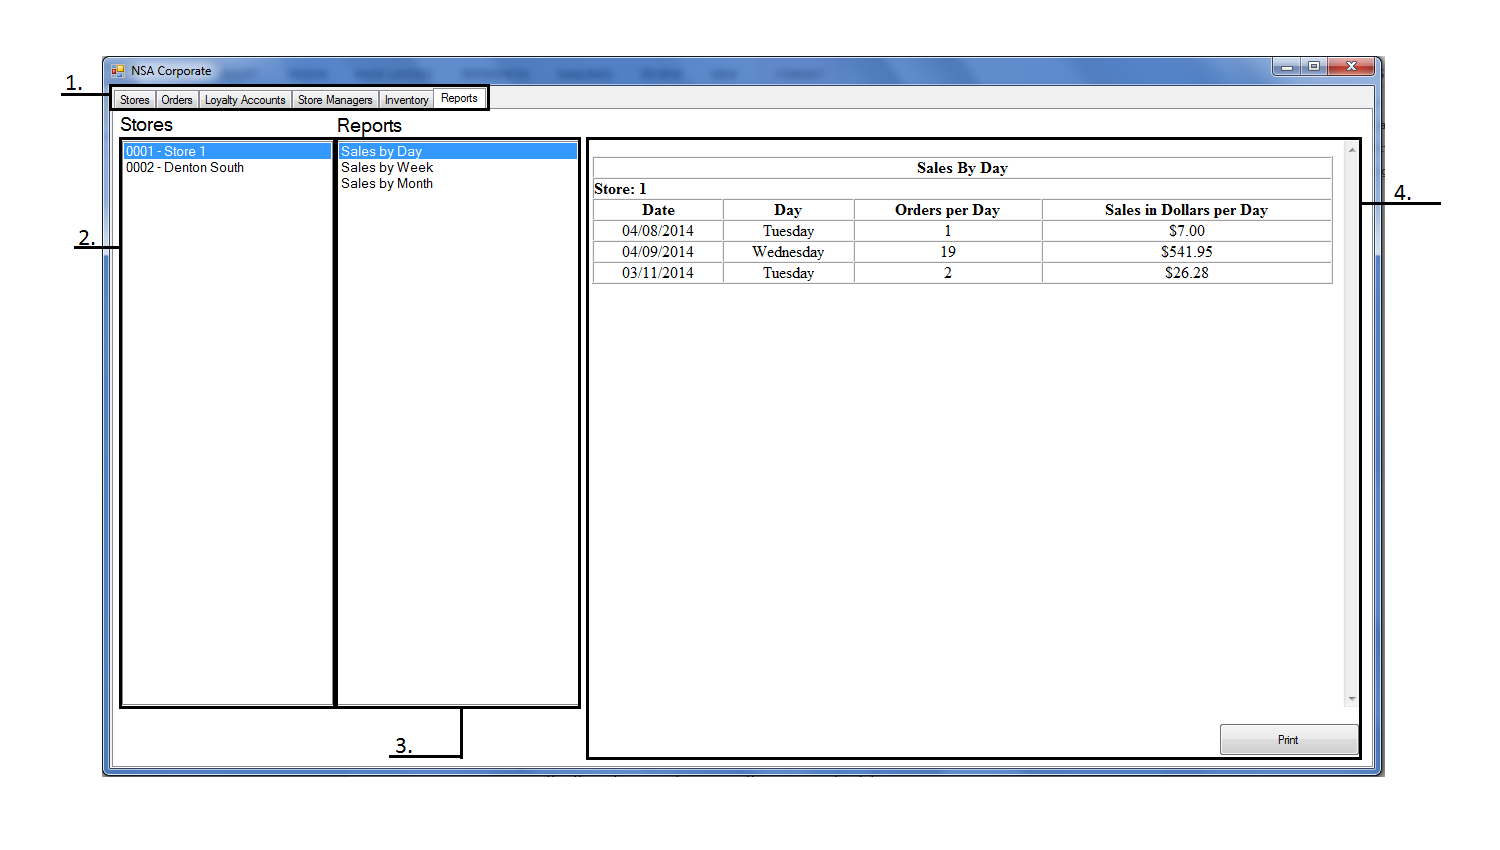 NSA Corporate
1.
Stores Orders Loyalty Accounts Store Managers Inventory Reports
Stores
Reports
0001 - Store 1
0002 - Denton South
Sales by Day
Sales by Week
Sales by Month
Sales By Day
Store: 1
Date Day Orders per Day Sales in Dollars per Day
04/08/2014 Tuesday 1 $7.00
04/09/2014 Wednesday 19 $541.95
03/11/2014 Tuesday 2 $26.28
4.
2.
3.
Print